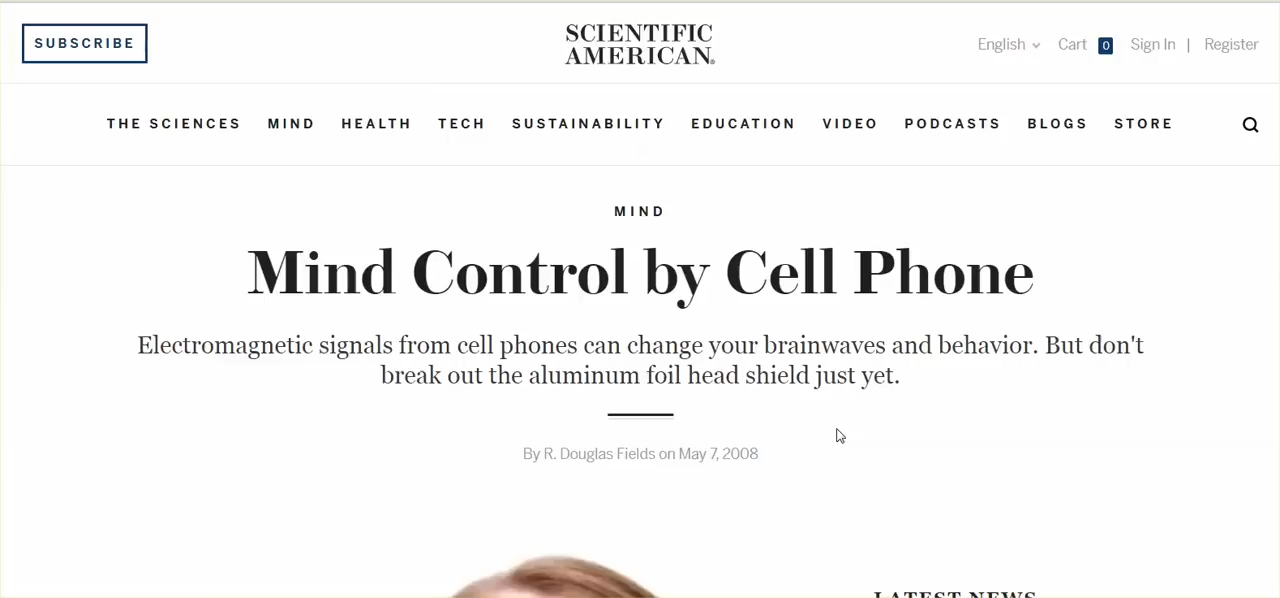 SUBSCRIBE
SCIENTIFIC
AMERICAN®
English
Cart 0
Sign In | Register
THE SCIENCES MIND HEALTH TECH SUSTAINABILITY EDUCATION VIDEO PODCASTS BLOGS STORE
MIND
Mind Control by Cell Phone
Electromagnetic signals from cell phones can change your brainwaves and behavior. But don't
break out the aluminum foil head shield just yet.
By R. Douglas Fields on May 7, 2008
LATEST NEWS